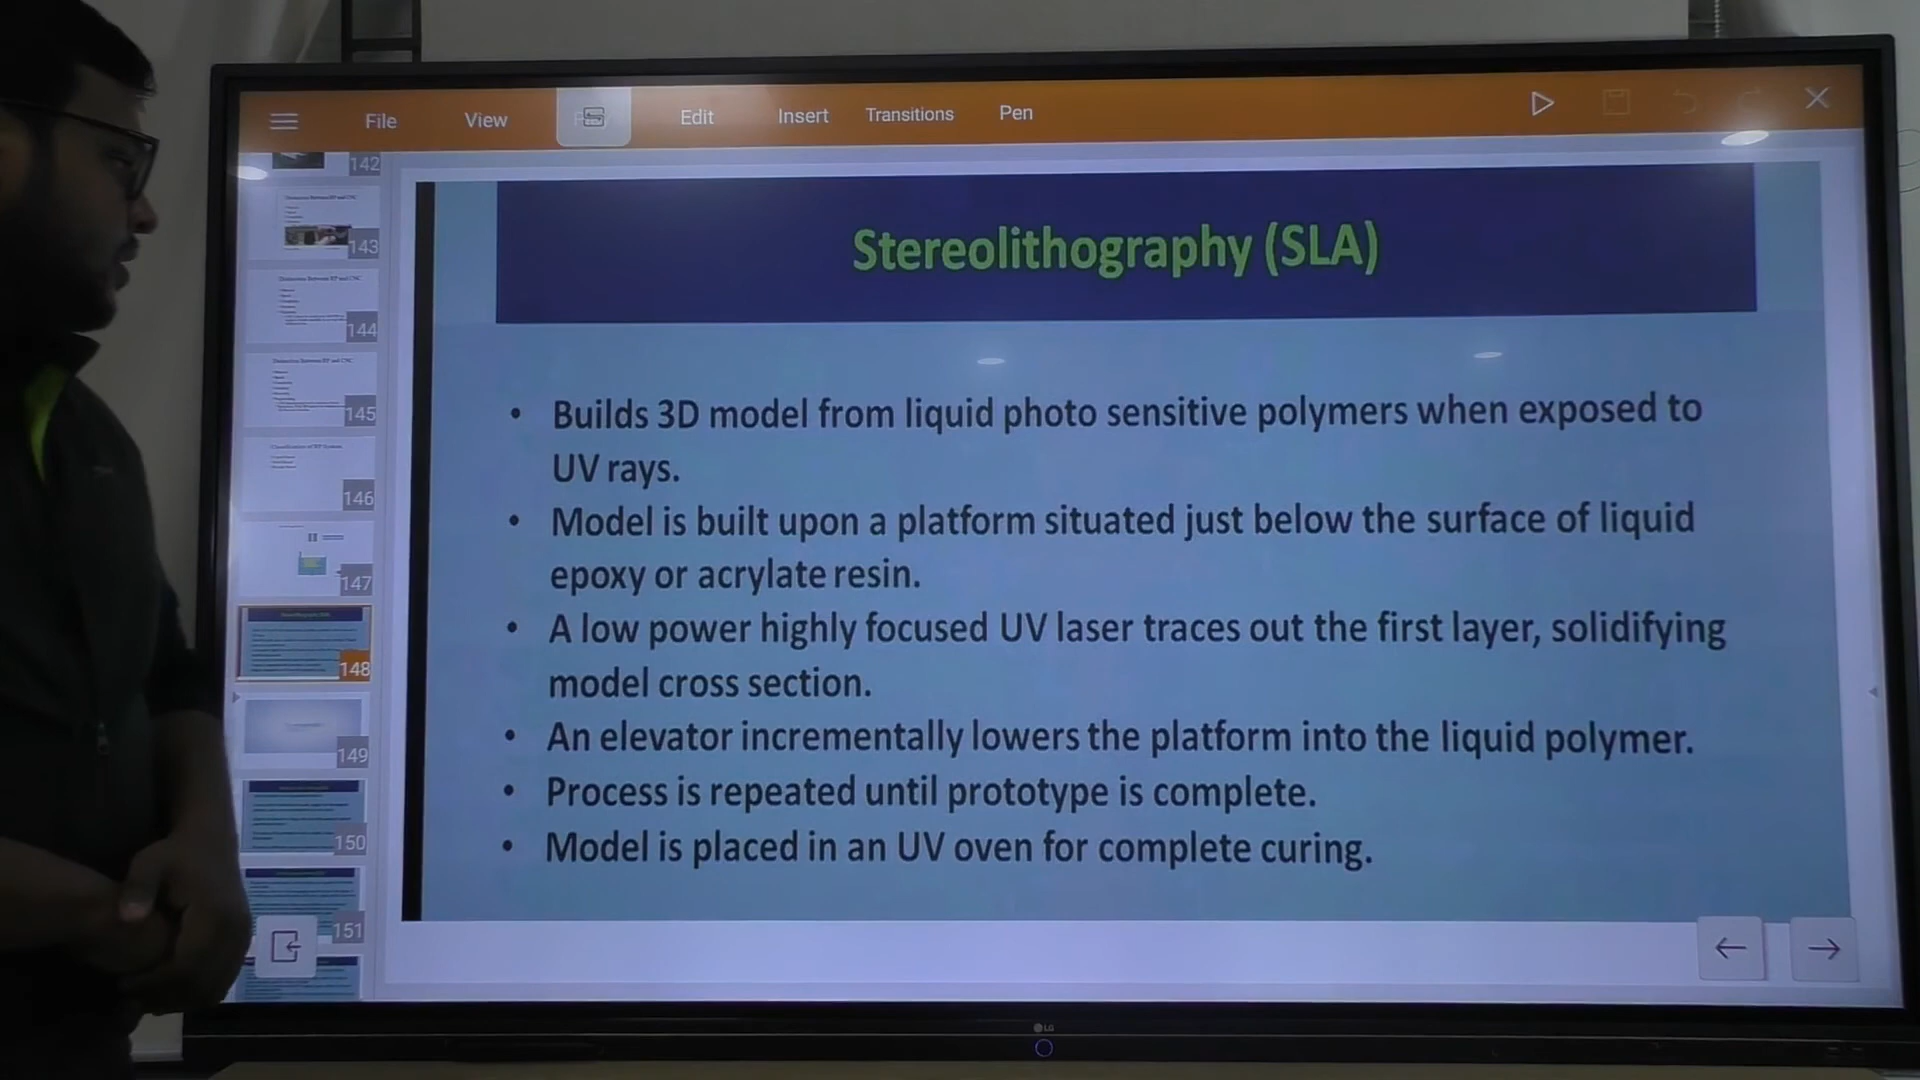 File View Edit Insert Transitions Pen
142
143
144
145
146
147
148
149
150
151
Stereolithography (SLA)
• Builds 3D model from liquid photo sensitive polymers when exposed to
UV rays.
• Model is built upon a platform situated just below the surface of liquid
epoxy or acrylate resin.
• A low power highly focused UV laser traces out the first layer, solidifying
model cross section.
• An elevator incrementally lowers the platform into the liquid polymer.
• Process is repeated until prototype is complete.
• Model is placed in an UV oven for complete curing.
LG